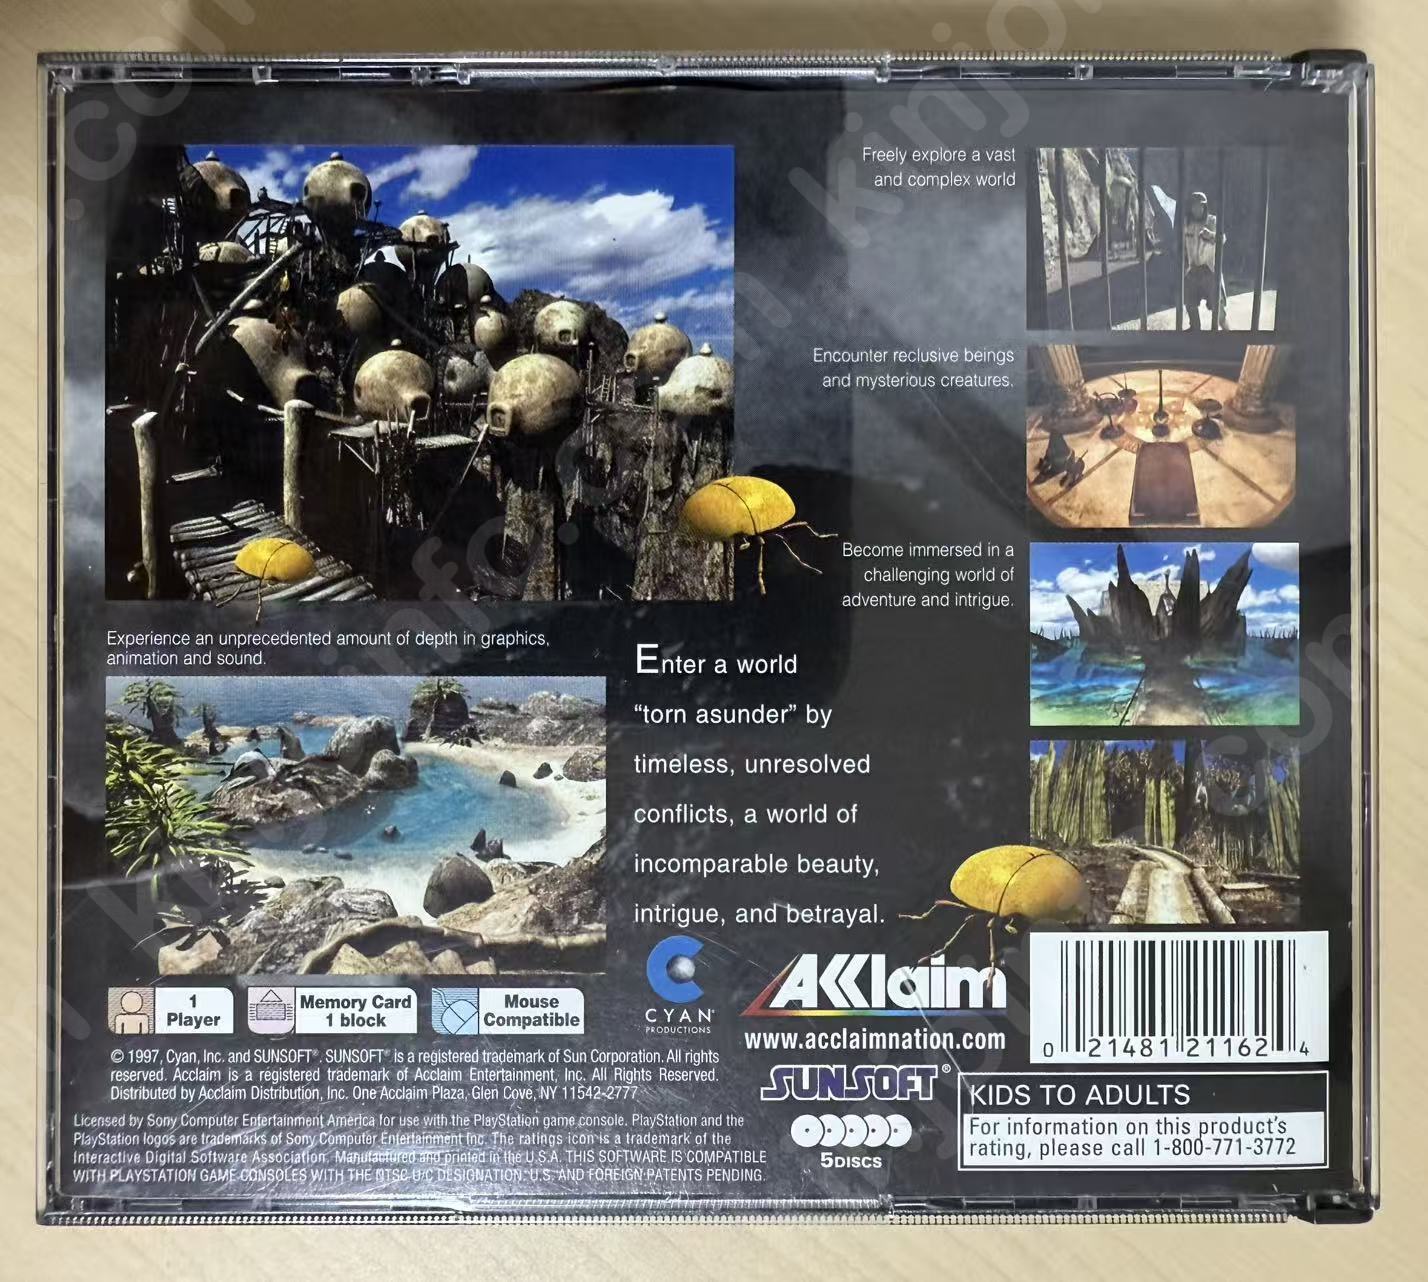 Freely explore a vast
and complex world
Encounter reclusive beings
and mysterious creatures.
Become immersed in a
challenging world of
adventure and intrigue.
Experience an unprecedented amount of depth in graphics,
animation and sound.
Enter a world
“torn asunder” by
timeless, unresolved
conflicts, a world of
incomparable beauty,
intrigue, and betrayal.
1
Player
Memory Card
1 block
Mouse
Compatible
CYAN
PRODUCTIONS
AKKlaim
www.acclaimnation.com
SUNSOFT®
5DISCS
0 21481 21162 4
KIDS TO ADULTS
For information on this product's
rating, please call 1-800-771-3772
© 1997, Cyan, Inc. and SUNSOFT®. SUNSOFT® is a registered trademark of Sun Corporation. All rights
reserved. Acclaim is a registered trademark of Acclaim Entertainment, Inc. All Rights Reserved.
Distributed by Acclaim Distribution, Inc. One Acclaim Plaza, Glen Cove, NY 11542-2777
Licensed by Sony Computer Entertainment America for use with the PlayStation game console. PlayStation and the
PlayStation logos are trademarks of Sony Computer Entertainment Inc. The ratings icon is a trademark of the
Interactive Digital Software Association. Manufactured and printed in the U.S.A. THIS SOFTWARE IS COMPATIBLE
WITH PLAYSTATION GAME CONSOLES WITH THE NTSC U/C DESIGNATION. U.S. AND FOREIGN PATENTS PENDING.
kinjoinfo.com